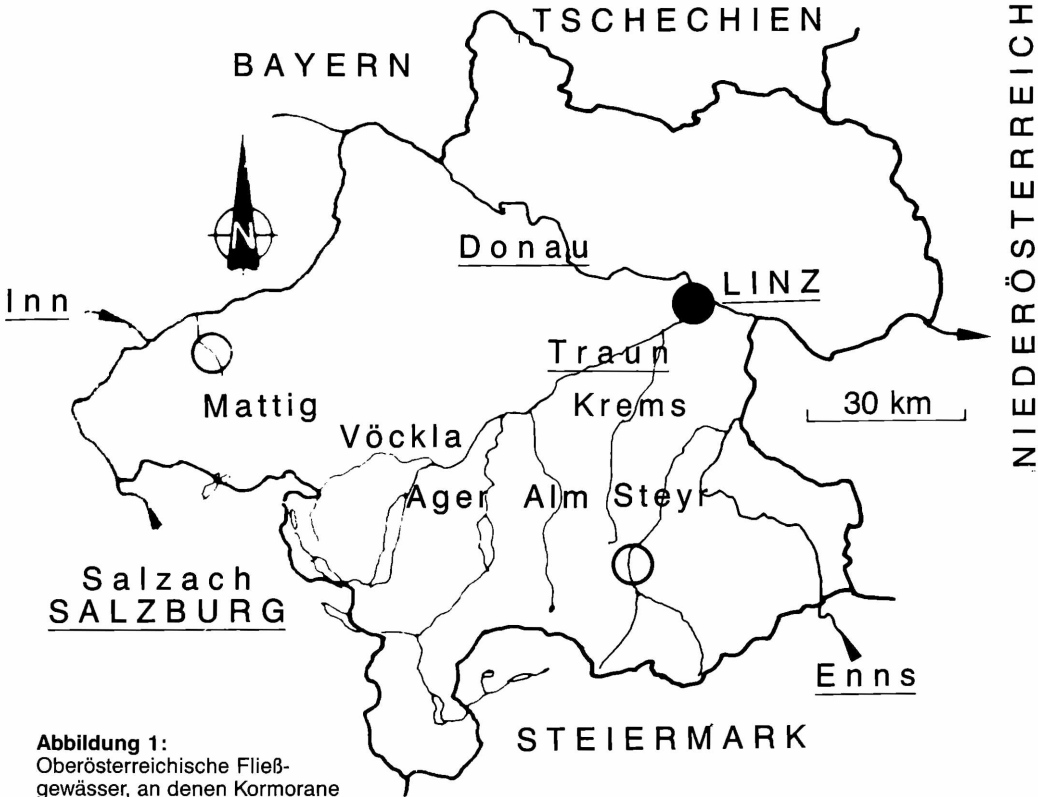 TSCHECHIEN
BAYERN
NIEDERÖSTERREICH
N
Donau
Inn
LINZ
Traun
30 km
Mattig
Krems
Vöckla
Ager
Alm
Steyr
Salzach
SALZBURG
Enns
STEIERMARK
Abbildung 1:
Oberösterreichische Fließ-
gewässer, an denen Kormorane